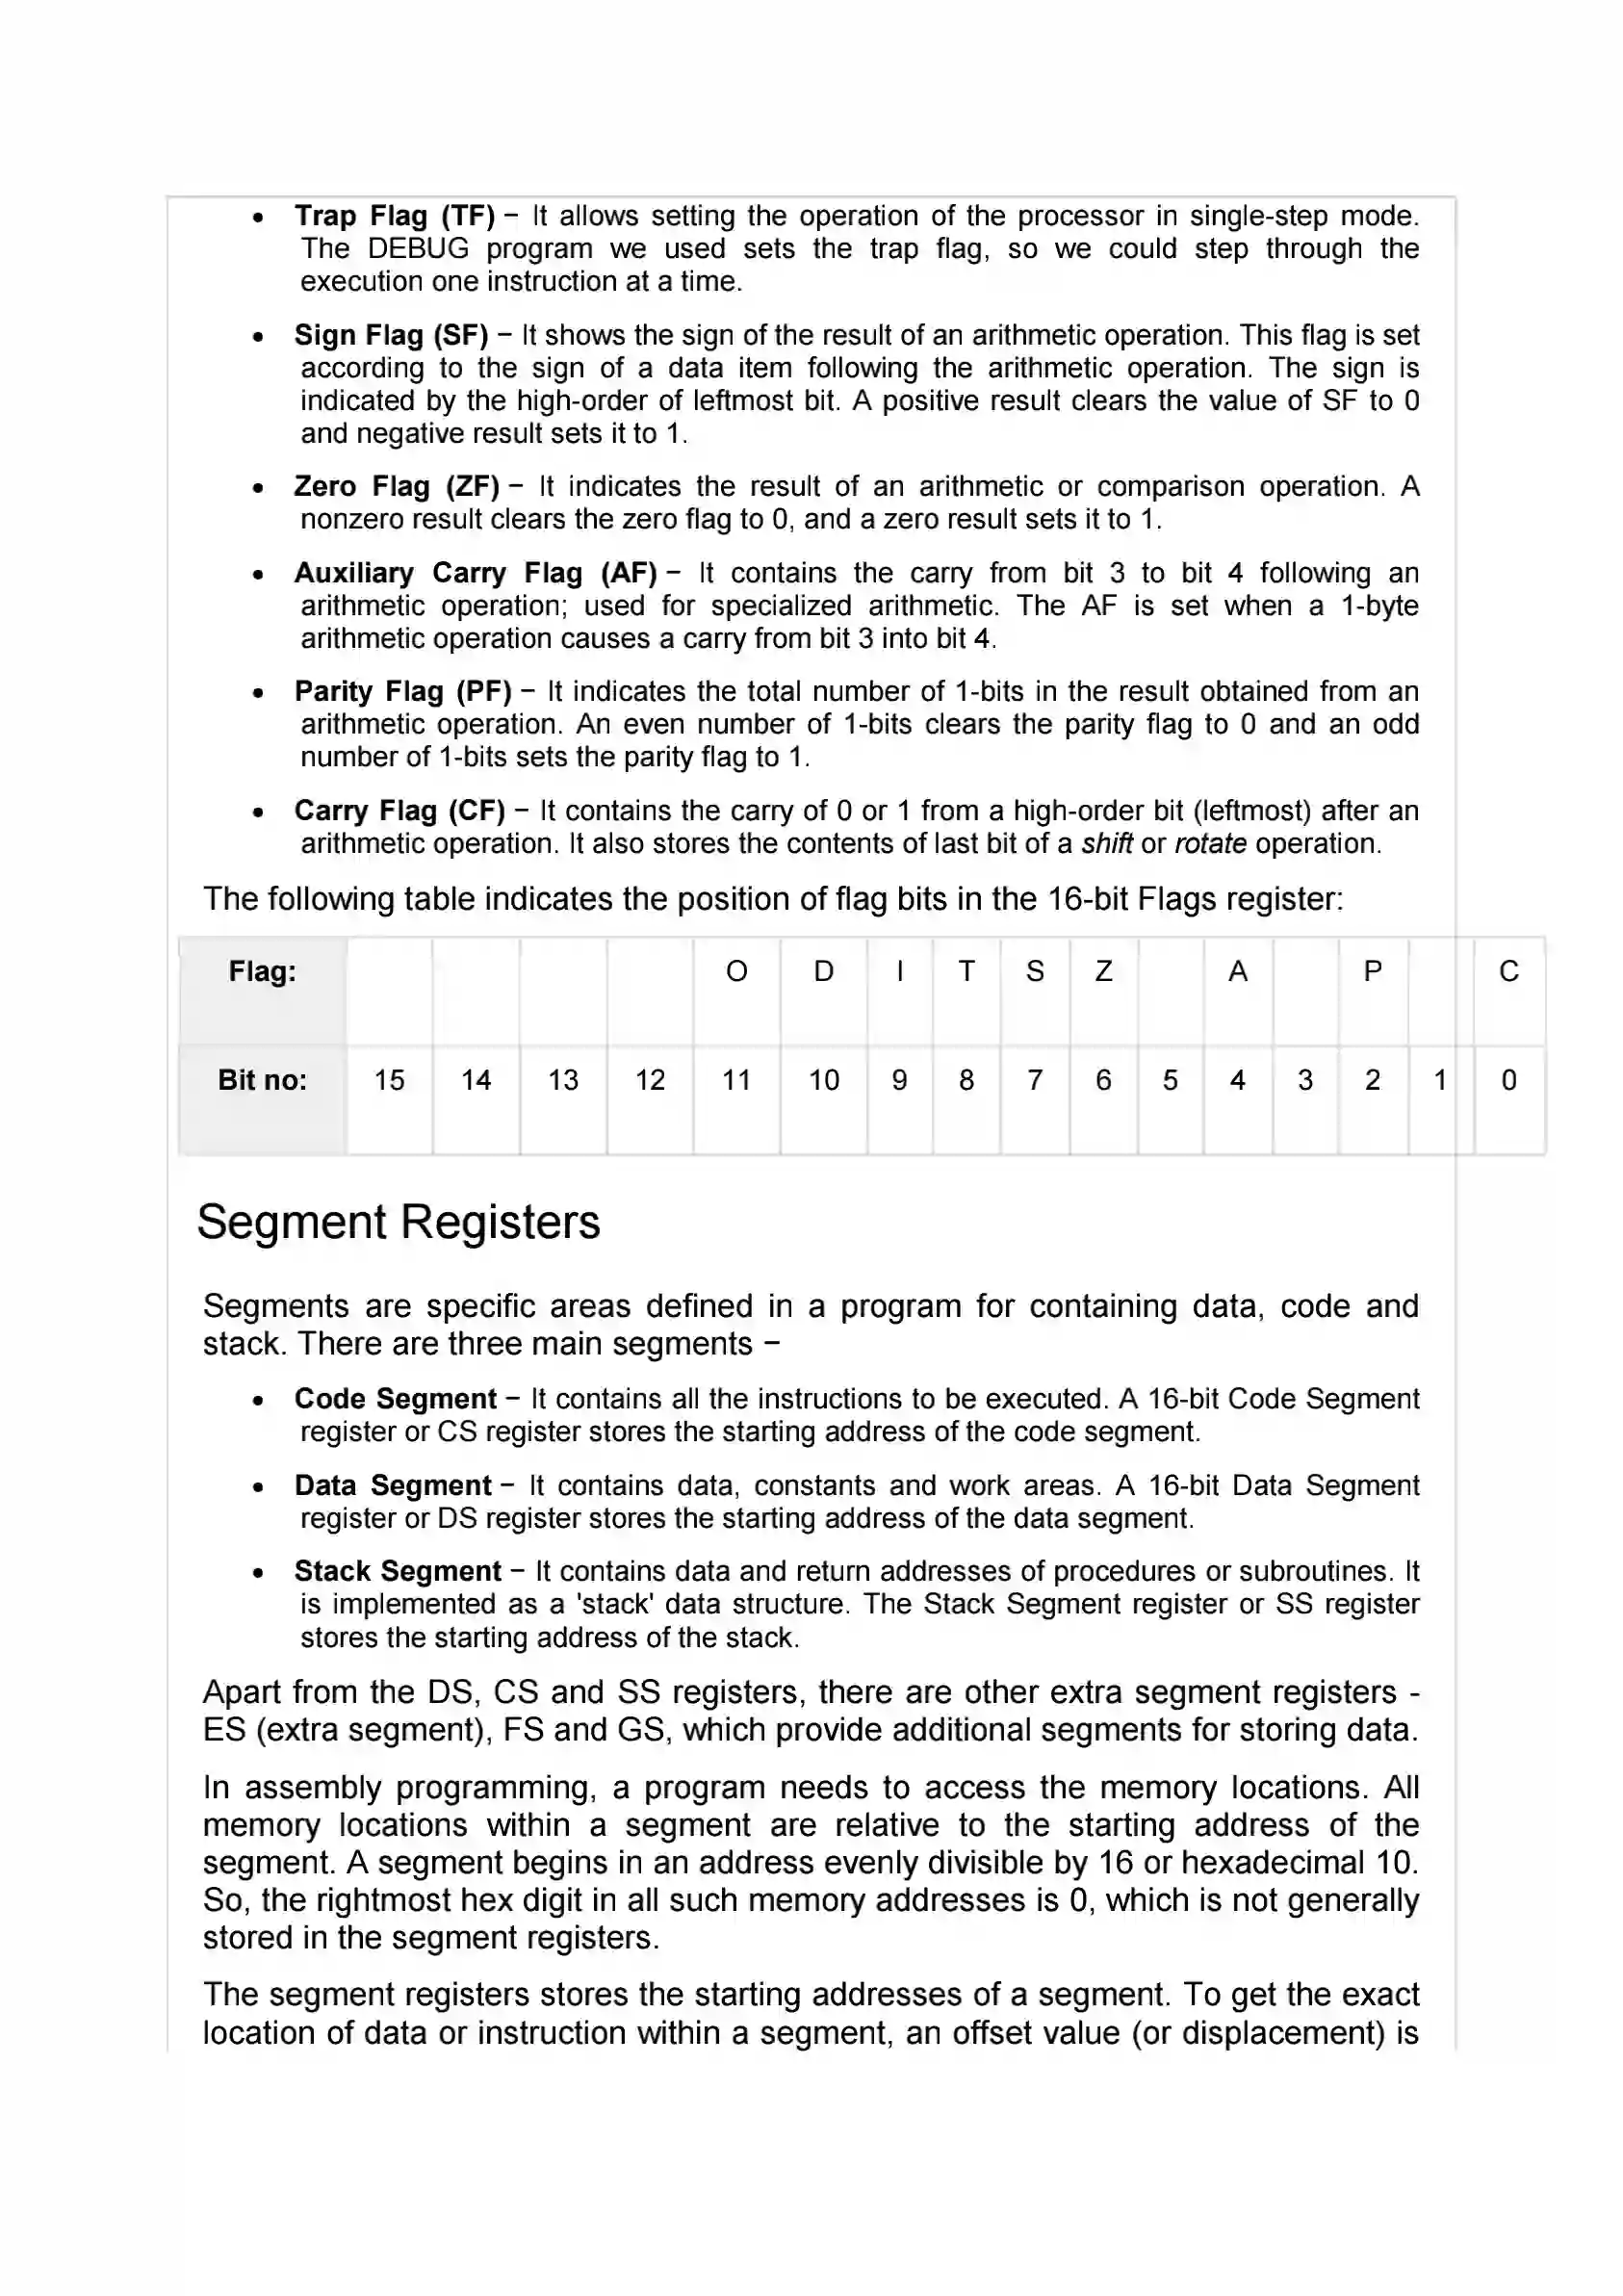 • Trap Flag (TF) − It allows setting the operation of the processor in single-step mode.
The DEBUG program we used sets the trap flag, so we could step through the
execution one instruction at a time.
• Sign Flag (SF) − It shows the sign of the result of an arithmetic operation. This flag is set
according to the sign of a data item following the arithmetic operation. The sign is
indicated by the high-order of leftmost bit. A positive result clears the value of SF to 0
and negative result sets it to 1.
• Zero Flag (ZF) − It indicates the result of an arithmetic or comparison operation. A
nonzero result clears the zero flag to 0, and a zero result sets it to 1.
• Auxiliary Carry Flag (AF) − It contains the carry from bit 3 to bit 4 following an
arithmetic operation; used for specialized arithmetic. The AF is set when a 1-byte
arithmetic operation causes a carry from bit 3 into bit 4.
• Parity Flag (PF) − It indicates the total number of 1-bits in the result obtained from an
arithmetic operation. An even number of 1-bits clears the parity flag to 0 and an odd
number of 1-bits sets the parity flag to 1.
• Carry Flag (CF) − It contains the carry of 0 or 1 from a high-order bit (leftmost) after an
arithmetic operation. It also stores the contents of last bit of a shift or rotate operation.
The following table indicates the position of flag bits in the 16-bit Flags register:
Flag: O D I T S Z A P C
Bit no: 15 14 13 12 11 10 9 8 7 6 5 4 3 2 1 0
Segment Registers
Segments are specific areas defined in a program for containing data, code and
stack. There are three main segments −
• Code Segment − It contains all the instructions to be executed. A 16-bit Code Segment
register or CS register stores the starting address of the code segment.
• Data Segment − It contains data, constants and work areas. A 16-bit Data Segment
register or DS register stores the starting address of the data segment.
• Stack Segment − It contains data and return addresses of procedures or subroutines. It
is implemented as a 'stack' data structure. The Stack Segment register or SS register
stores the starting address of the stack.
Apart from the DS, CS and SS registers, there are other extra segment registers -
ES (extra segment), FS and GS, which provide additional segments for storing data.
In assembly programming, a program needs to access the memory locations. All
memory locations within a segment are relative to the starting address of the
segment. A segment begins in an address evenly divisible by 16 or hexadecimal 10.
So, the rightmost hex digit in all such memory addresses is 0, which is not generally
stored in the segment registers.
The segment registers stores the starting addresses of a segment. To get the exact
location of data or instruction within a segment, an offset value (or displacement) is